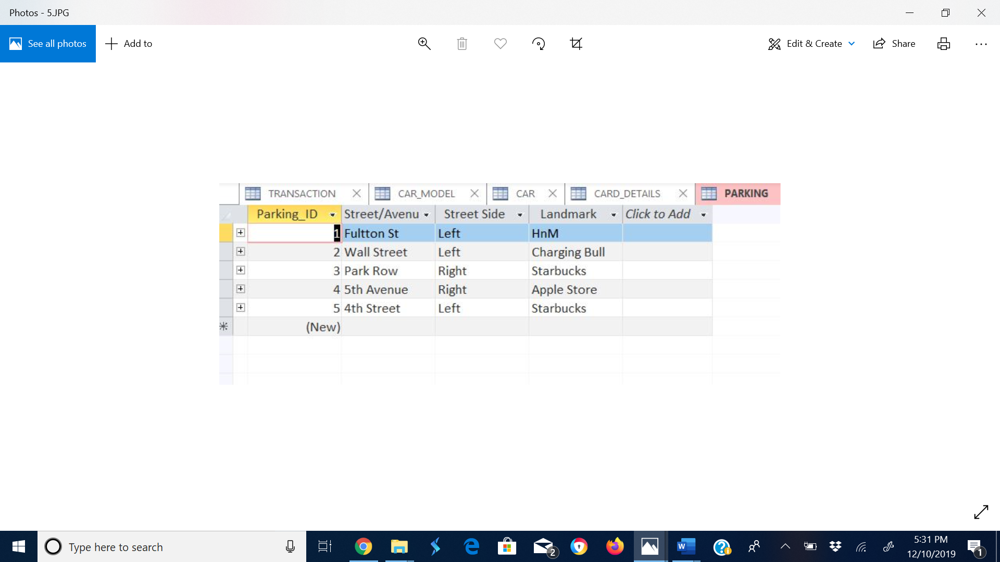 Photos - 5.JPG
See all photos Add to Edit & Create Share
TRANSACTION CAR_MODEL CAR CARD_DETAILS PARKING
Parking_ID Street/Avenu Street Side Landmark Click to Add
1 Fultton St Left HnM
2 Wall Street Left Charging Bull
3 Park Row Right Starbucks
4 5th Avenue Right Apple Store
5 4th Street Left Starbucks
(New)
Type here to search 2 W 5:31 PM
12/10/2019 1